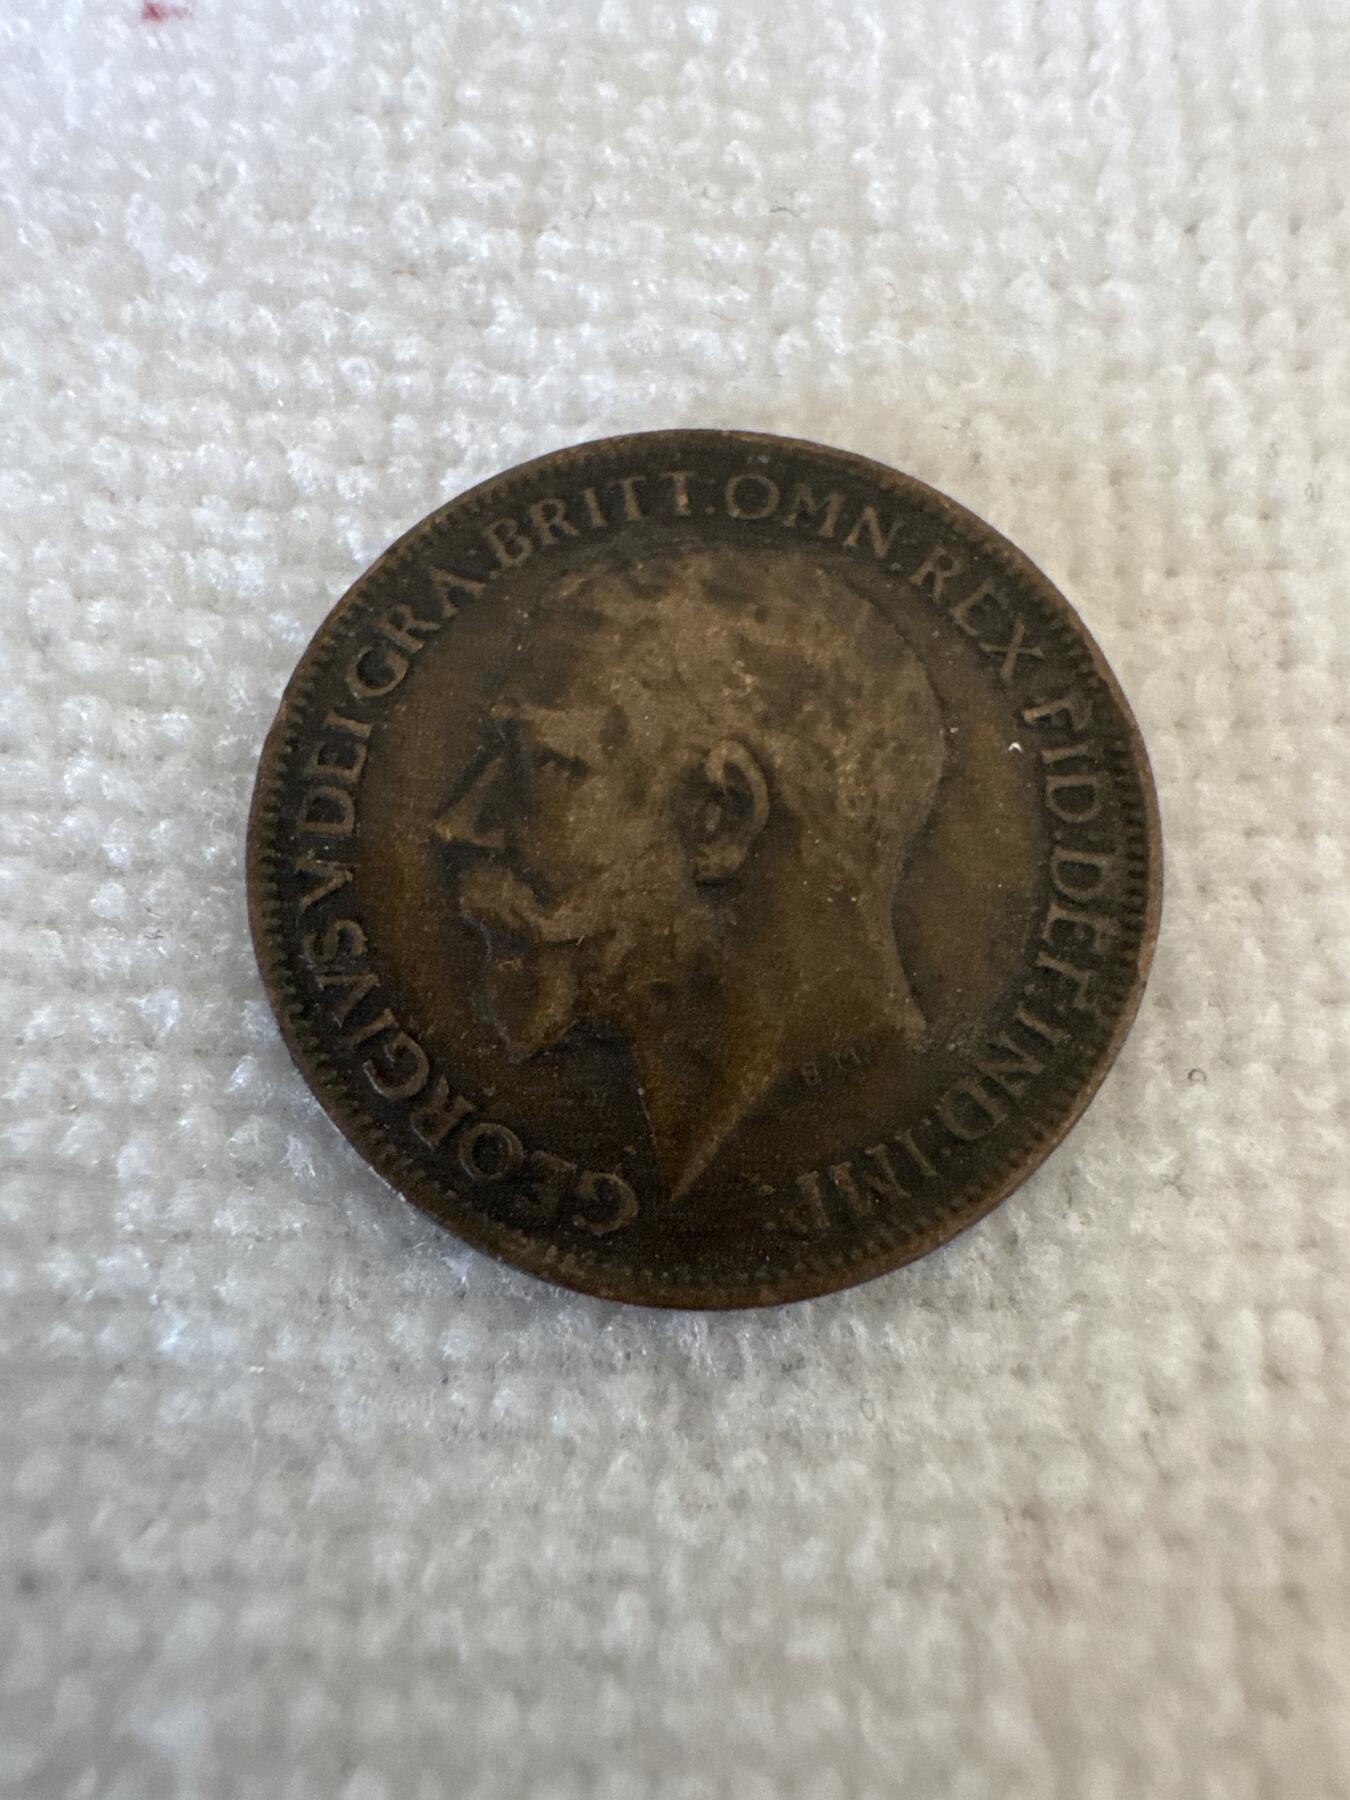 GEORGIVS V DEI GRA. BRITT. OMN. REX FID. DEF. IND. IMP.
B. M.